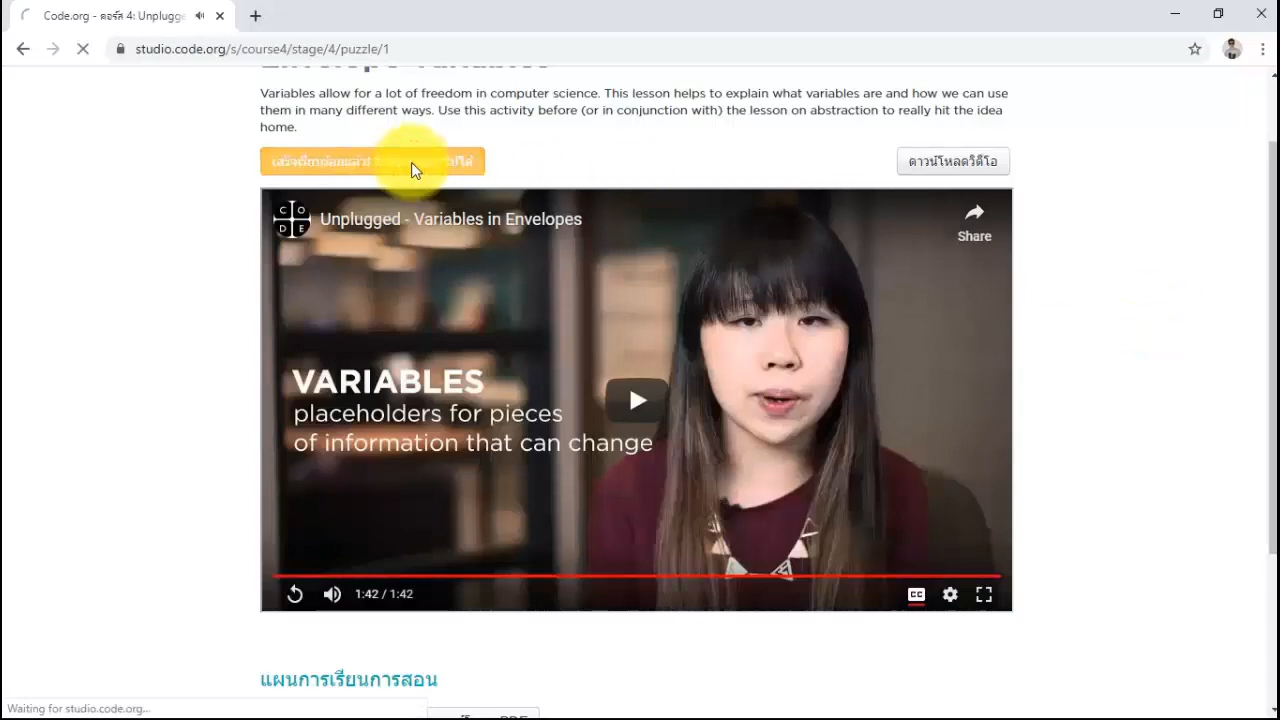 Code.org - คอร์ส 4: Unplugge
studio.code.org/s/course4/stage/4/puzzle/1
Envelope Variables
Variables allow for a lot of freedom in computer science. This lesson helps to explain what variables are and how we can use
them in many different ways. Use this activity before (or in conjunction with) the lesson on abstraction to really hit the idea
home.
ดาวน์โหลดวิดีโอ
CODE
Unplugged - Variables in Envelopes
Share
VARIABLES
placeholders for pieces
of information that can change
1:42 / 1:42
CC
แผนการเรียนการสอน
Waiting for studio.code.org...